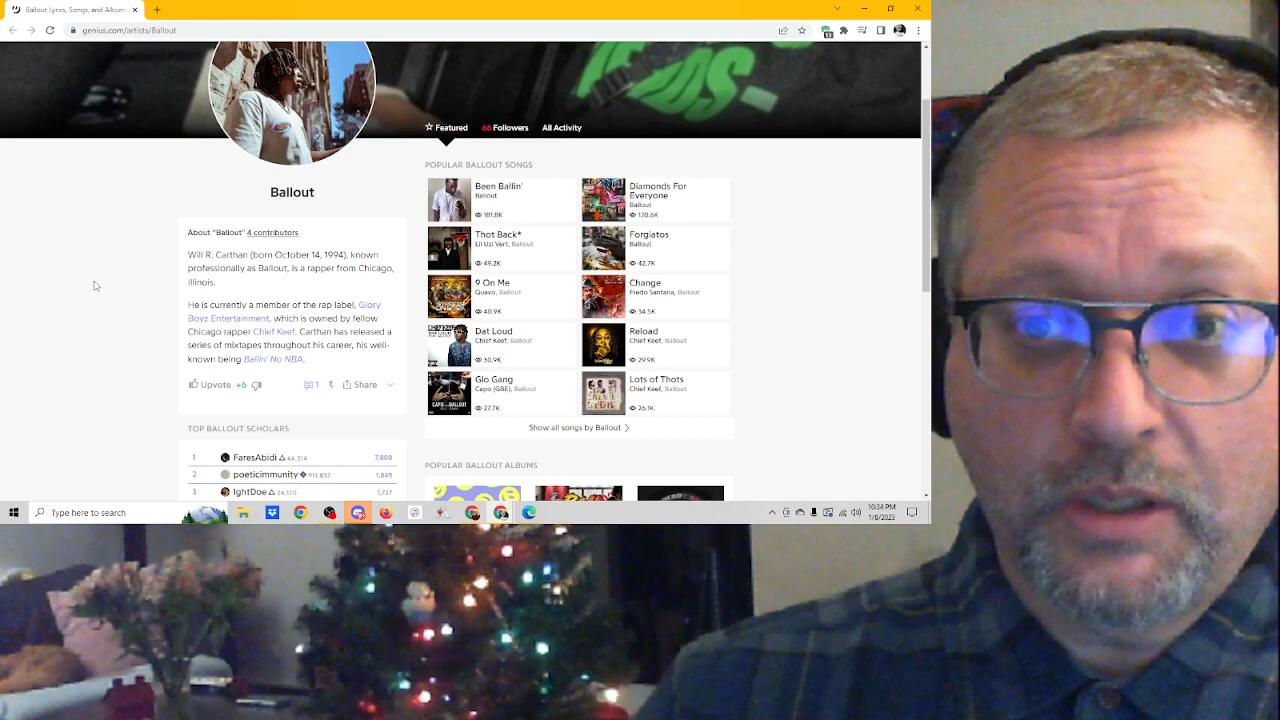 Ballout Lyrics, Songs, and Album
genius.com/artists/Ballout
Featured
66 Followers
All Activity
POPULAR BALLOUT SONGS
Been Ballin'
Ballout
181.8K
Diamonds For
Everyone
Ballout
120.6K
Thot Back*
Lil Uzi Vert, Ballout
49.2K
Forgiatos
Ballout
42.7K
9 On Me
Quavo, Ballout
40.9K
Change
Fredo Santana, Ballout
34.5K
Dat Loud
Chief Keef, Ballout
30.9K
Reload
Chief Keef, Ballout
29.9K
Glo Gang
Capo (GBE), Ballout
27.7K
Lots of Thots
Chief Keef, Ballout
26.1K
Show all songs by Ballout
POPULAR BALLOUT ALBUMS
Ballout
About "Ballout" 4 contributors
Will R. Carthan (born October 14, 1994), known
professionally as Ballout, is a rapper from Chicago,
Illinois.
He is currently a member of the rap label, Glory
Boyz Entertainment, which is owned by fellow
Chicago rapper Chief Keef. Carthan has released a
series of mixtapes throughout his career, his well-
known being Ballin' No NBA.
Upvote +6
1
Share
TOP BALLOUT SCHOLARS
1 FaresAbidi 44,314 7,808
2 poeticimmunity 911,837 1,845
3 IghtDoe 24,170 1,727
Type here to search
10:34 PM
1/8/2023